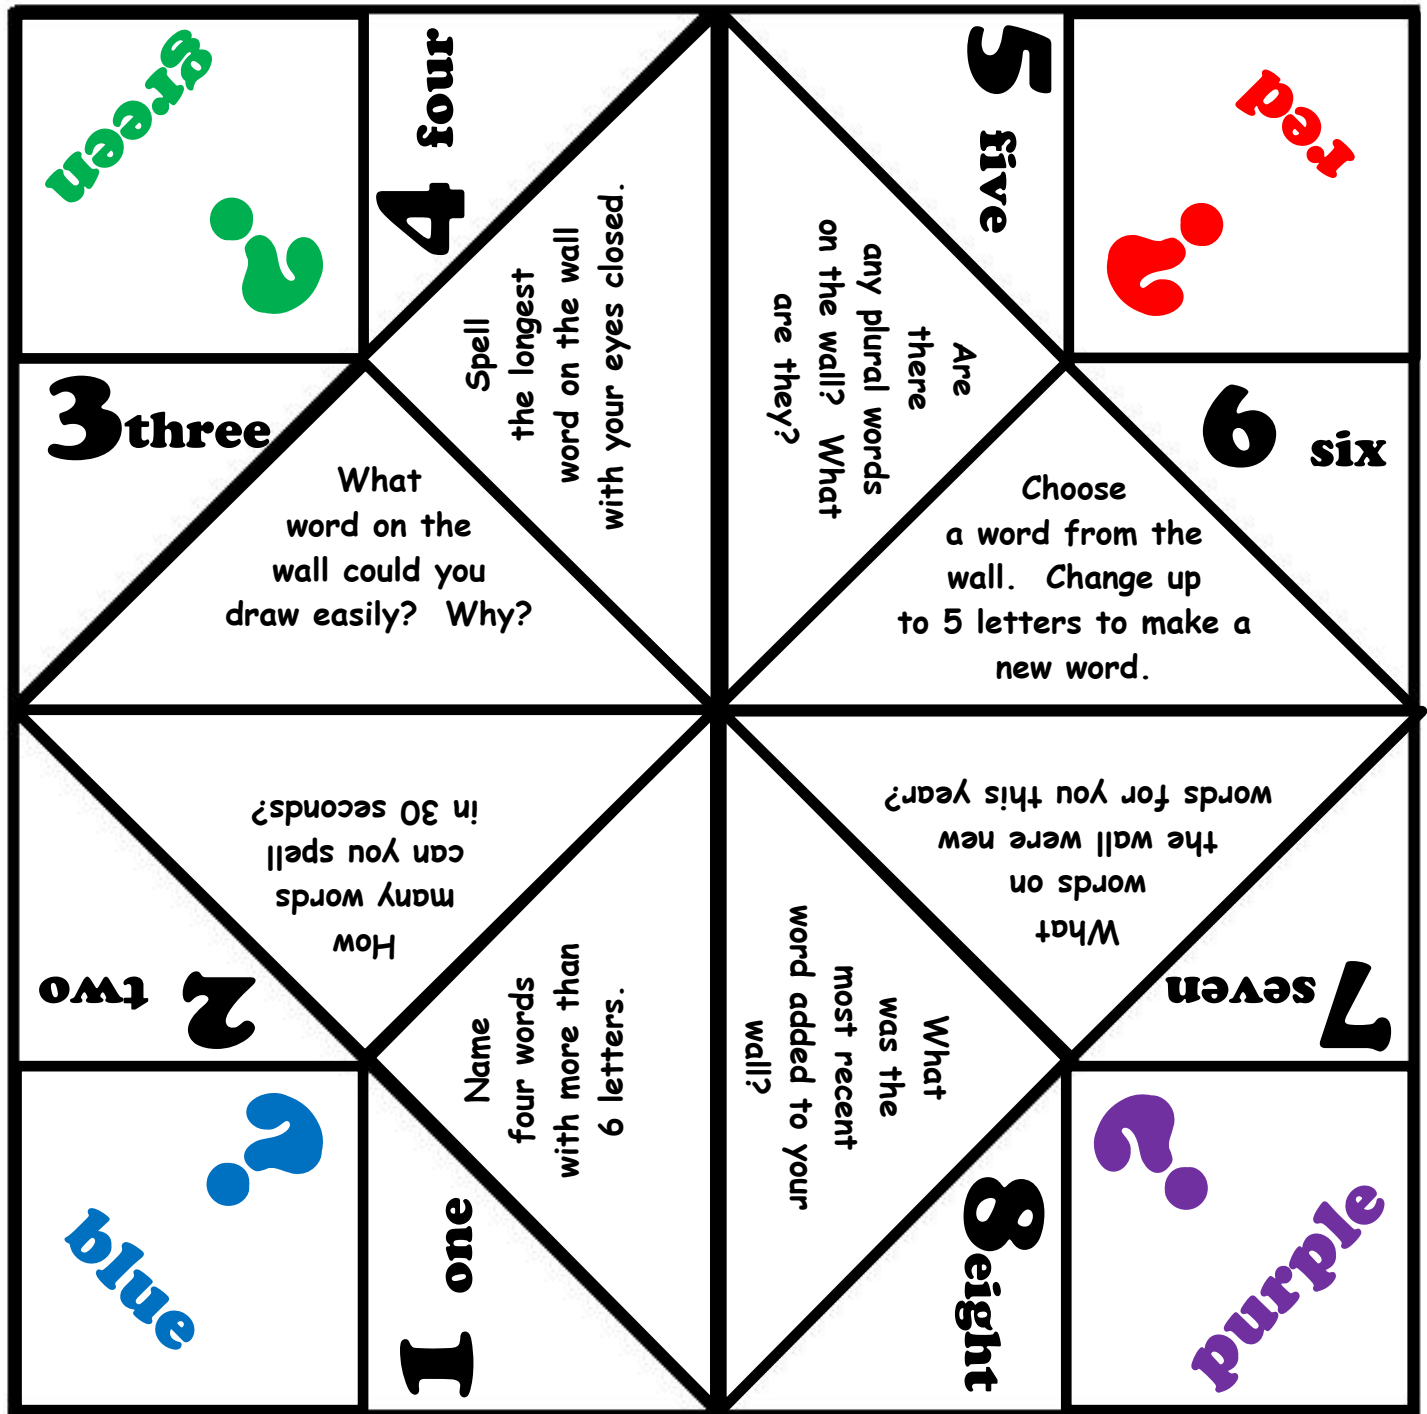 green
?
4 four
5 five
red
?
Spell
the longest
word on the wall
with your eyes closed.
Are
there
any plural words
on the wall?  What
are they?
3 three
6 six
What
word on the
wall could you
draw easily?  Why?
Choose
a word from the
wall.  Change up
to 5 letters to make a
new word.
How
many words
can you spell
in 30 seconds?
What
words on
the wall were new
words for you this year?
2 two
7 seven
Name
four words
with more than
6 letters.
What
was the
most recent
word added to your
wall?
blue
?
1 one
8 eight
purple
?